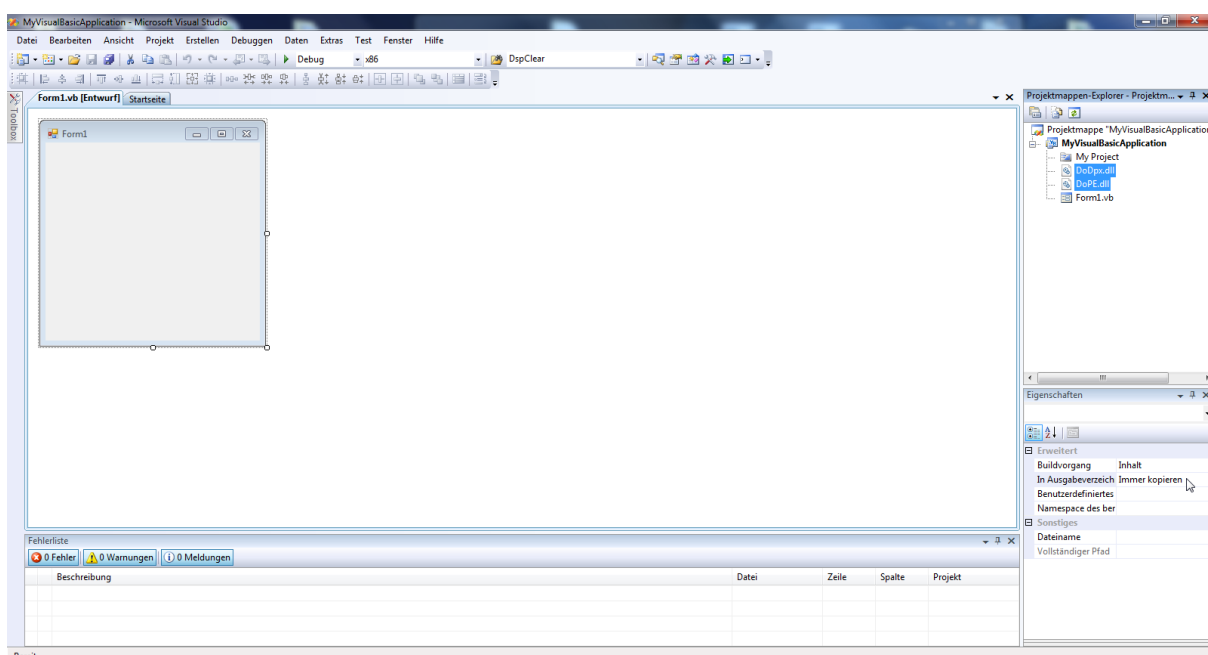 MyVisualBasicApplication - Microsoft Visual Studio
Datei Bearbeiten Ansicht Projekt Erstellen Debuggen Daten Extras Test Fenster Hilfe
Debug x86 DspClear
Toolbox
Form1.vb [Entwurf] Startseite
Form1
Projektmappen-Explorer - Projektm...
Projektmappe "MyVisualBasicApplication
MyVisualBasicApplication
My Project
DoDpx.dll
DoPE.dll
Form1.vb
Eigenschaften
Erweitert
Buildvorgang Inhalt
In Ausgabeverzeich Immer kopieren
Benutzerdefiniertes
Namespace des ber
Sonstiges
Dateiname
Vollständiger Pfad
Fehlerliste
0 Fehler 0 Warnungen 0 Meldungen
Beschreibung Datei Zeile Spalte Projekt